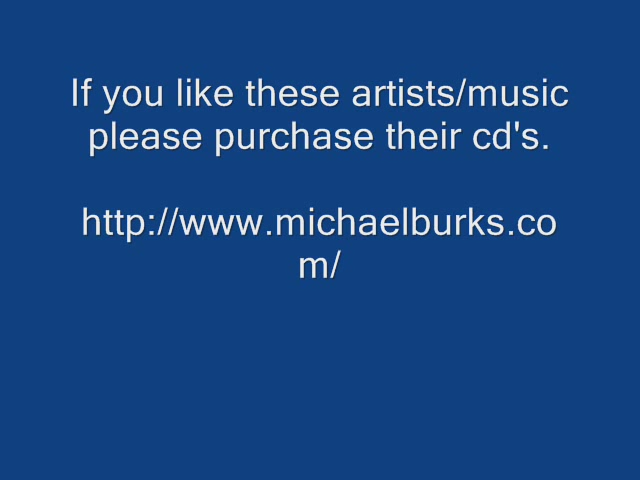 If you like these artists/music
please purchase their cd's.
http://www.michaelburks.co
m/